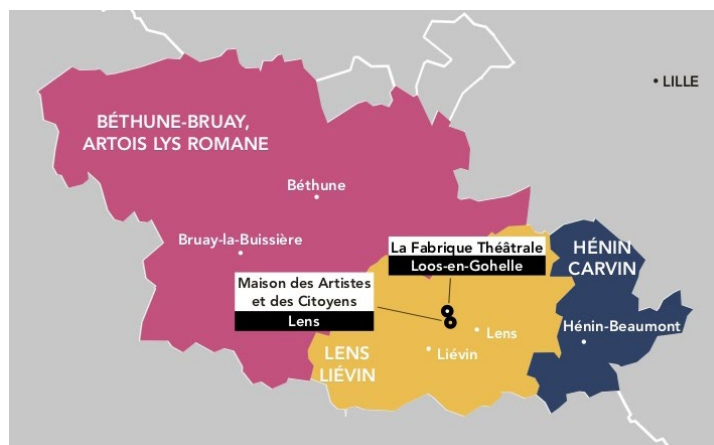 LILLE
BÉTHUNE-BRUAY,
ARTOIS LYS ROMANE
Béthune
Bruay-la-Buissière
La Fabrique Théâtrale
Loos-en-Gohelle
HÉNIN
CARVIN
Maison des Artistes
et des Citoyens
Lens
Lens
Hénin-Beaumont
LENS
LIÉVIN
Liévin